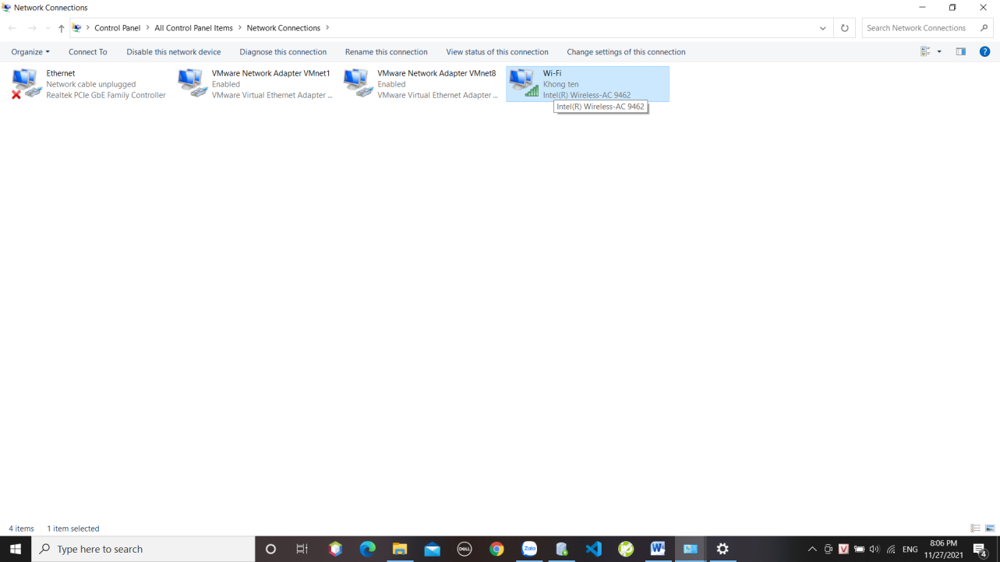 Network Connections
Control Panel > All Control Panel Items > Network Connections >
Search Network Connections
Organize
Connect To
Disable this network device
Diagnose this connection
Rename this connection
View status of this connection
Change settings of this connection
?
Ethernet
Network cable unplugged
Realtek PCIe GbE Family Controller
VMware Network Adapter VMnet1
Enabled
VMware Virtual Ethernet Adapter ...
VMware Network Adapter VMnet8
Enabled
VMware Virtual Ethernet Adapter ...
Wi-Fi
Khong ten
Intel(R) Wireless-AC 9462
Intel(R) Wireless-AC 9462
4 items
1 item selected
Type here to search
DELL
Zalo
W
V
ENG
8:06 PM
11/27/2021
4